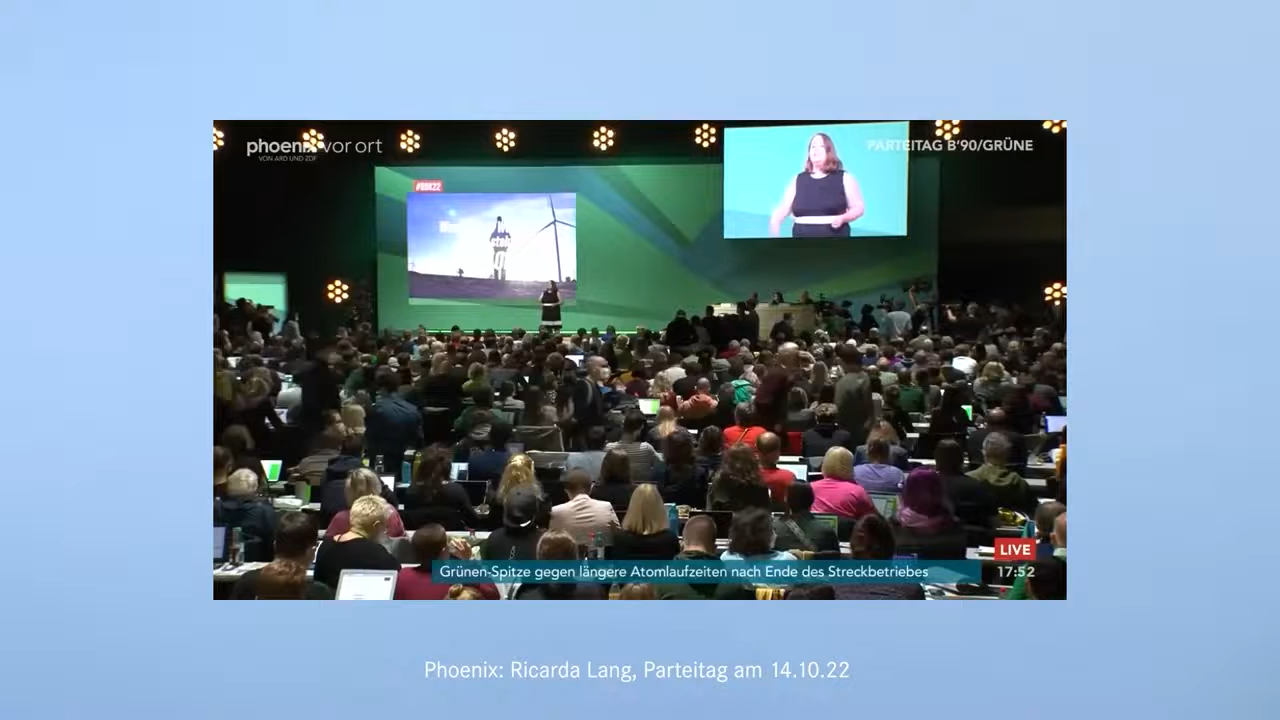 phoenix vor ort
VON ARD UND ZDF
PARTEITAG B'90/GRÜNE
#BDK22
LIVE
Grünen-Spitze gegen längere Atomlaufzeiten nach Ende des Streckbetriebes
17:52
Phoenix: Ricarda Lang, Parteitag am 14.10.22